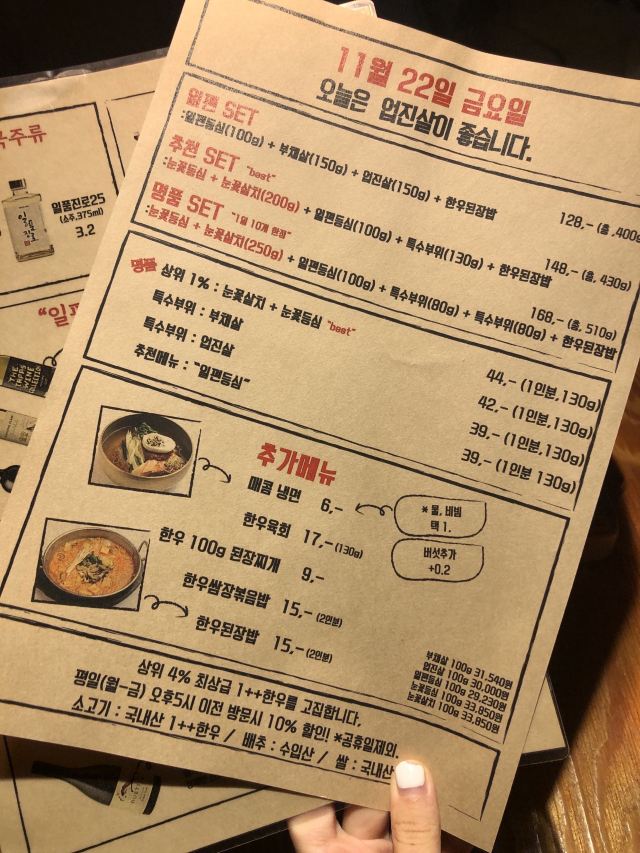 11월 22일 금요일
오늘은 업진살이 좋습니다.
일편 SET
:일편등심(100g) + 부채살(150g) + 업진살(150g) + 한우된장밥
128,- (총 ,400g
추천 SET "best"
:눈꽃등심 + 눈꽃살치(200g) + 일편등심(100g) + 특수부위(130g) + 한우된장밥
148,- (총, 430g)
명품 SET "1일 10개 한정"
:눈꽃등심 + 눈꽃살치(250g) + 일편등심(100g) + 특수부위(80g) + 특수부위(80g) + 한우된장밥
168,- (총, 510g)
명품 상위 1% : 눈꽃살치 + 눈꽃등심 "best"
44,- (1인분,130g)
특수부위 : 부채살
42,- (1인분,130g)
특수부위 : 업진살
39,- (1인분,130g)
추천메뉴 : "일편등심"
39,- (1인분 130g)
추가메뉴
매콤 냉면 6,-
* 물, 비빔
택 1.
한우육회 17,- (130g)
한우 100g 된장찌개 9,-
버섯추가
+0.2
한우쌈장볶음밥 15,- (2인분)
한우된장밥 15,- (2인분)
부채살 100g 31,540원
업진살 100g 30,000원
일편등심 100g 29,230원
눈꽃등심 100g 33,850원
눈꽃살치 100g 33,850원
상위 4% 최상급 1++한우를 고집합니다.
평일(월-금) 오후5시 이전 방문시 10% 할인! *공휴일제외.
소고기 : 국내산 1++한우 / 배추 : 수입산 / 쌀 : 국내산
주류
일품진로25
(소주,375ml)
3.2
"일편
THE
TAPAS
WINE
COLLECTION